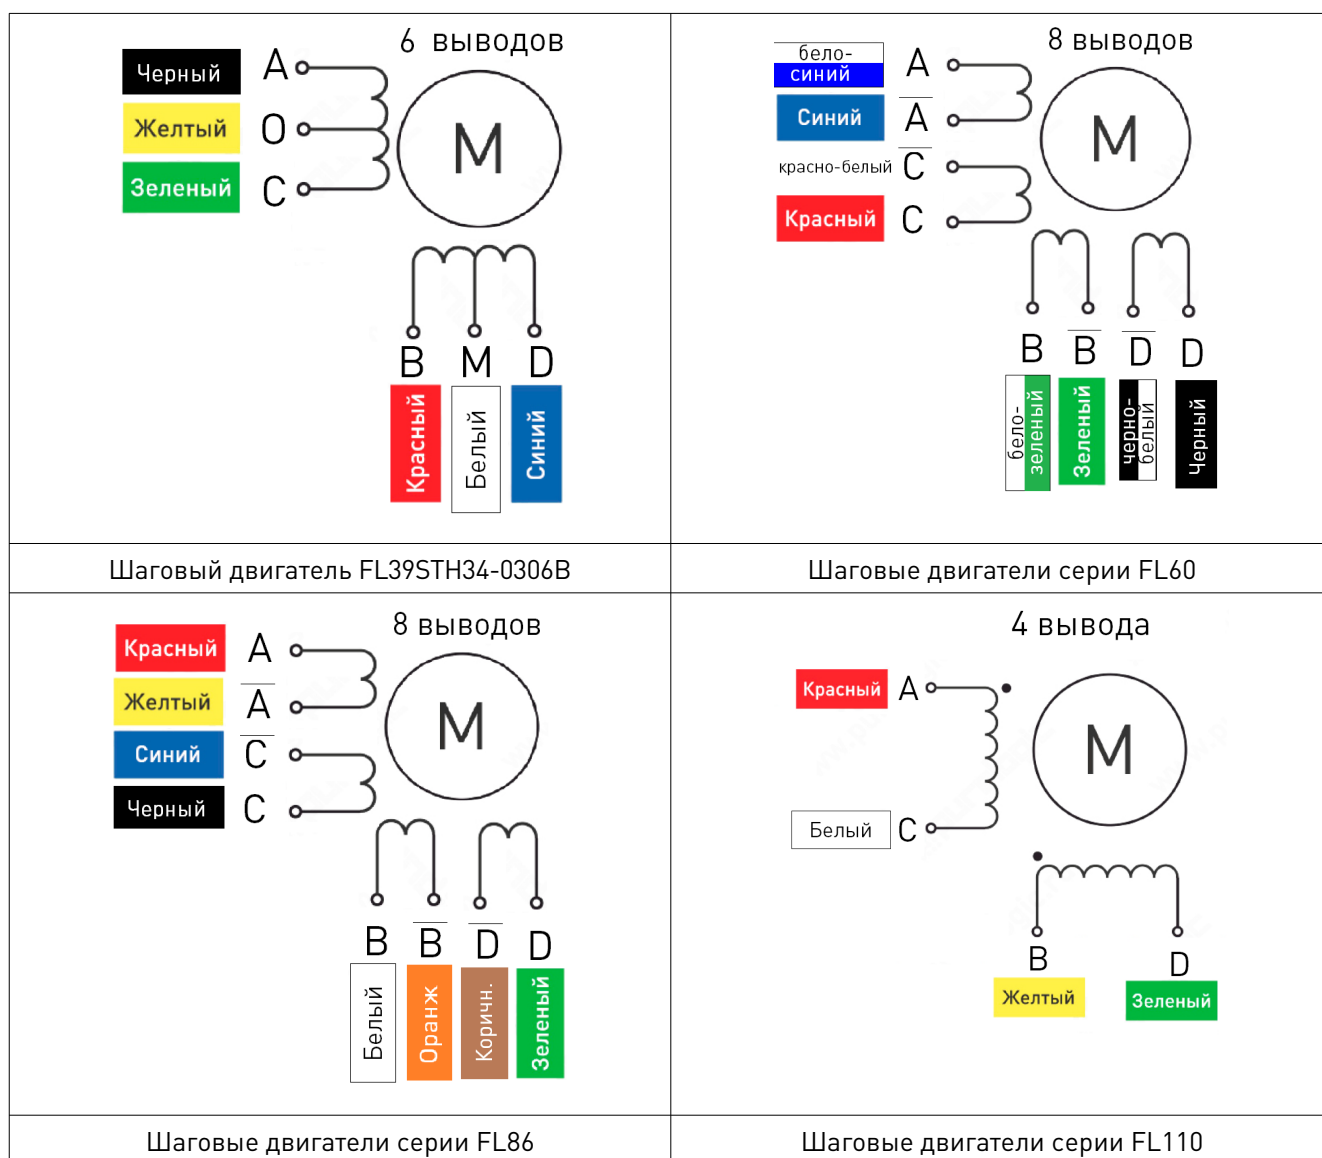 6 выводов
Черный A
Желтый O
Зеленый C
M
B M D
Красный
Белый
Синий
Шаговый двигатель FL39STH34-0306B
8 выводов
бело-
синий A
Синий A̅
красно-белый C̅
Красный C
M
B B̅ D̅ D
бело-
зеленый
Зеленый
черно-
белый
Черный
Шаговые двигатели серии FL60
8 выводов
Красный A
Желтый A̅
Синий C̅
Черный C
M
B B̅ D̅ D
Белый
Оранж
Коричн.
Зеленый
Шаговые двигатели серии FL86
4 вывода
Красный A
Белый C
M
B D
Желтый Зеленый
Шаговые двигатели серии FL110